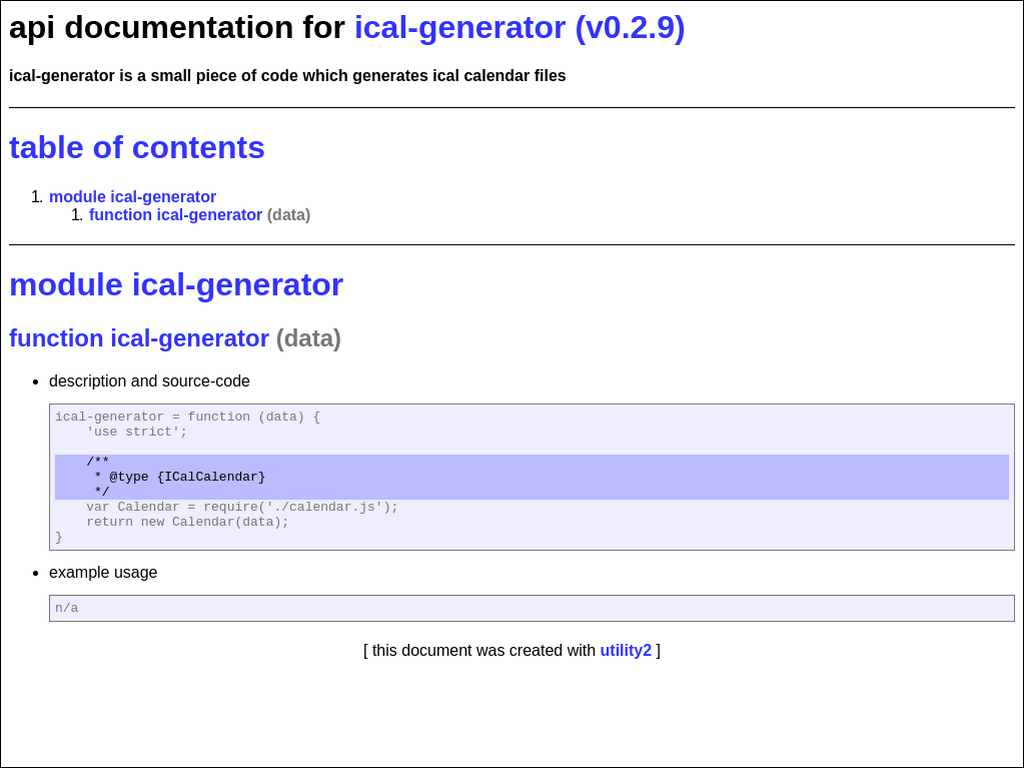 api documentation for ical-generator (v0.2.9)
ical-generator is a small piece of code which generates ical calendar files
table of contents
1. module ical-generator
1. function ical-generator (data)
module ical-generator
function ical-generator (data)
• description and source-code
ical-generator = function (data) {
    'use strict';
    /**
     * @type {ICalCalendar}
     */
    var Calendar = require('./calendar.js');
    return new Calendar(data);
}
• example usage
n/a
[ this document was created with utility2 ]